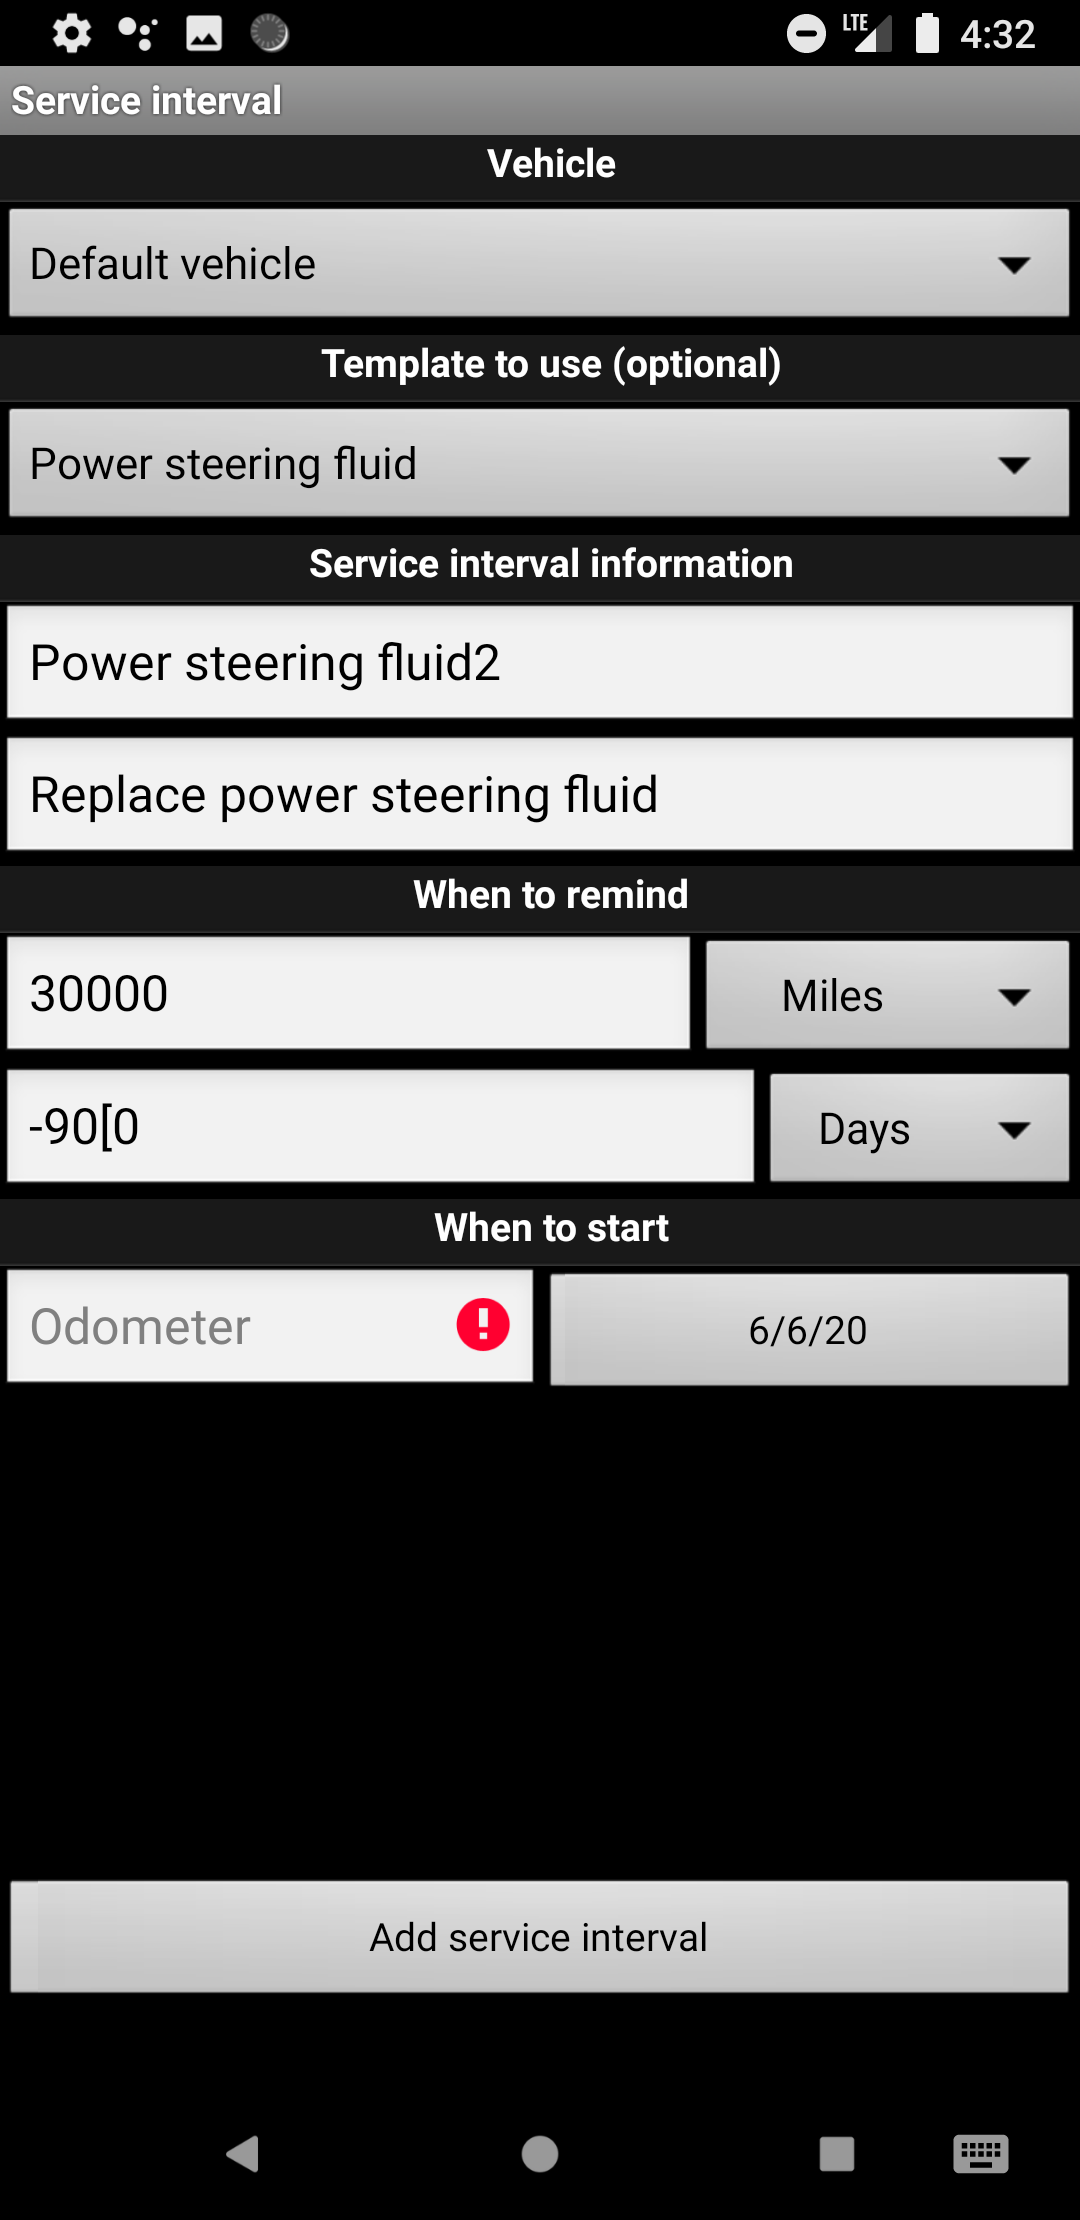 LTE 4:32
Service interval
Vehicle
Default vehicle
Template to use (optional)
Power steering fluid
Service interval information
Power steering fluid2
Replace power steering fluid
When to remind
30000 Miles
-90[0 Days
When to start
Odometer 6/6/20
Add service interval